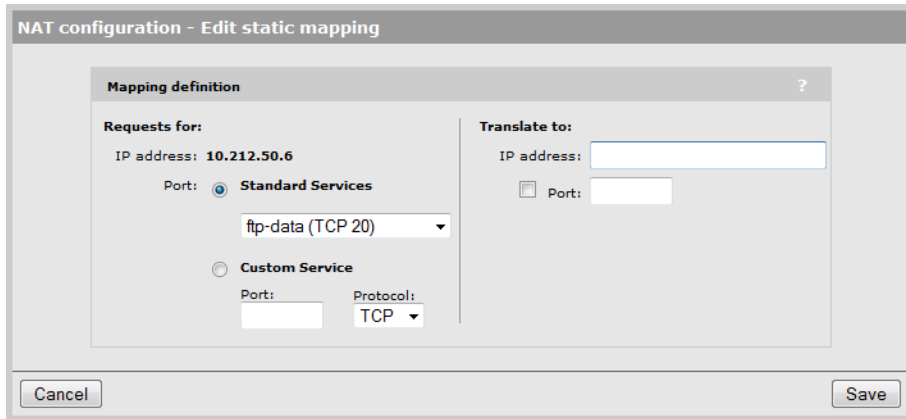 NAT configuration - Edit static mapping
Mapping definition ?
Requests for:
IP address: 10.212.50.6
Port: Standard Services
ftp-data (TCP 20)
Custom Service
Port: Protocol:
TCP
Translate to:
IP address:
Port:
Cancel Save